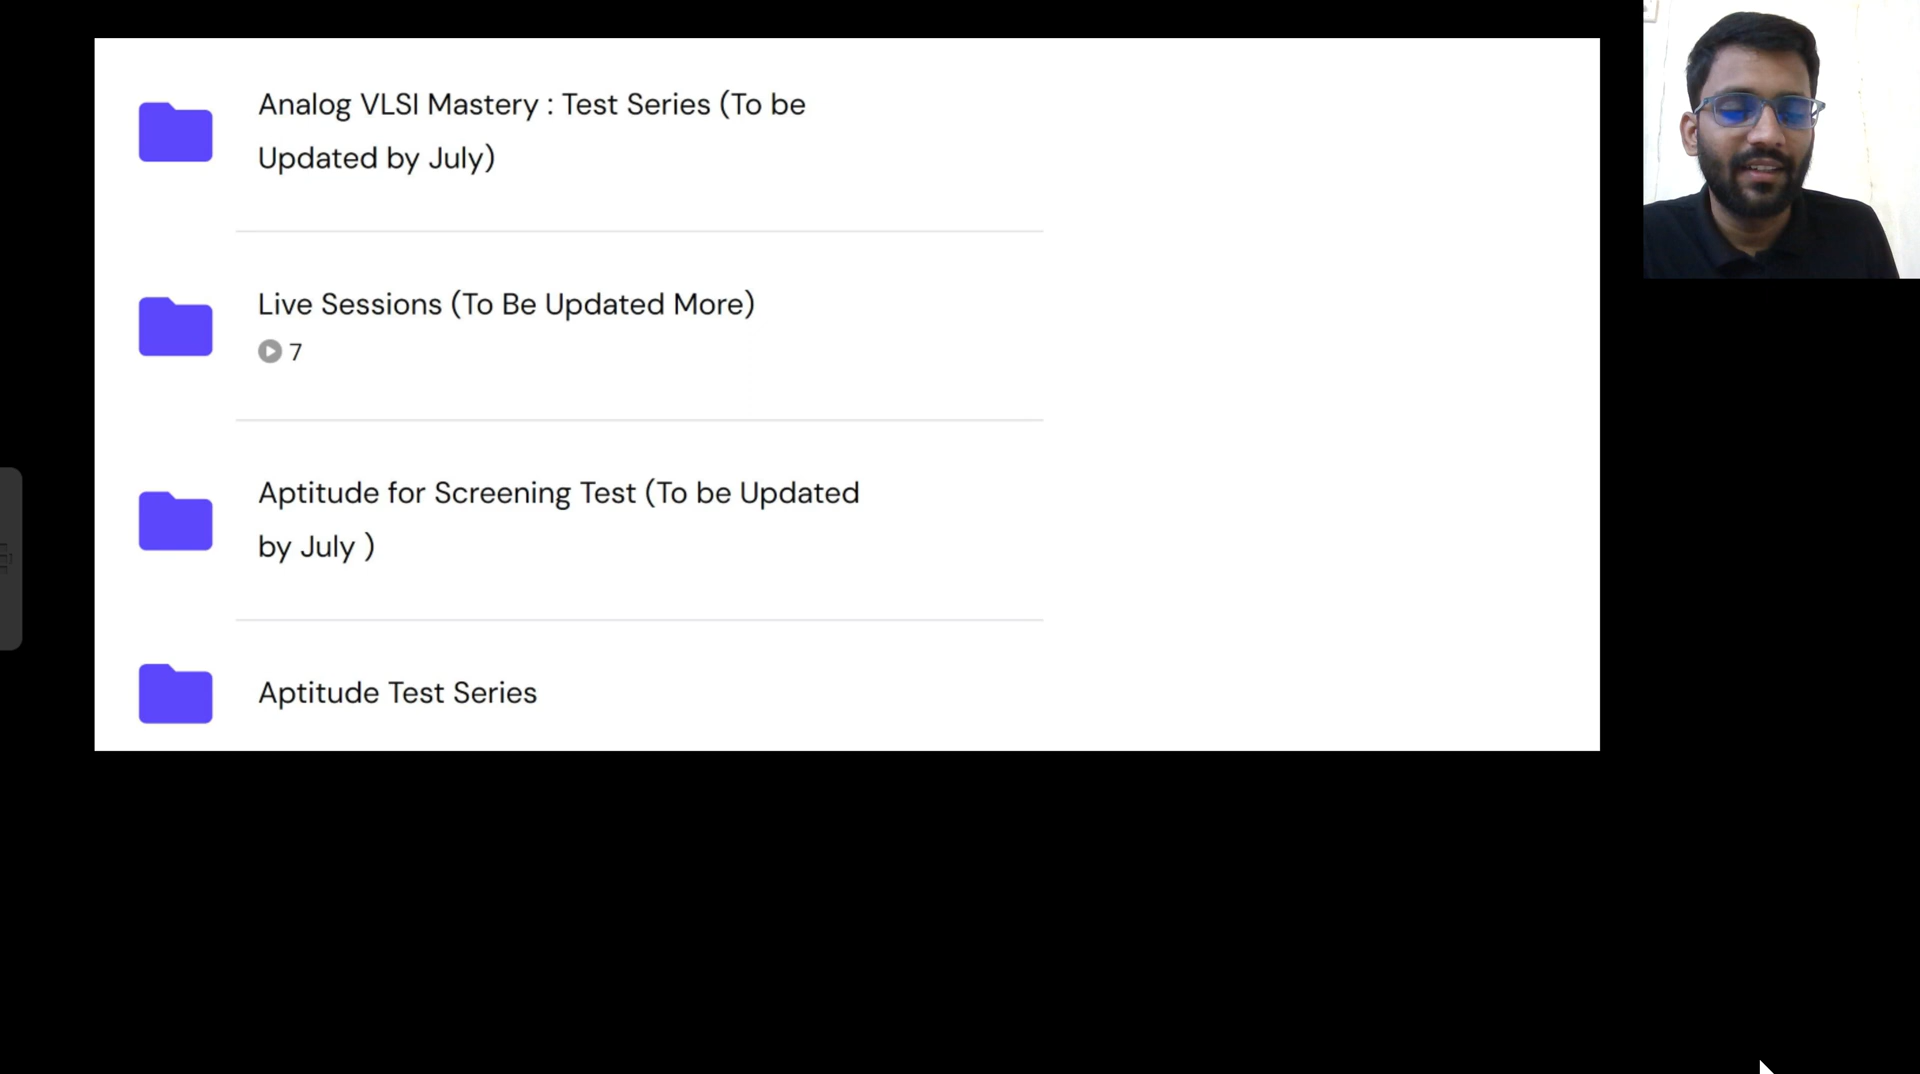 Analog VLSI Mastery : Test Series (To be
Updated by July)
Live Sessions (To Be Updated More)
7
Aptitude for Screening Test (To be Updated
by July )
Aptitude Test Series